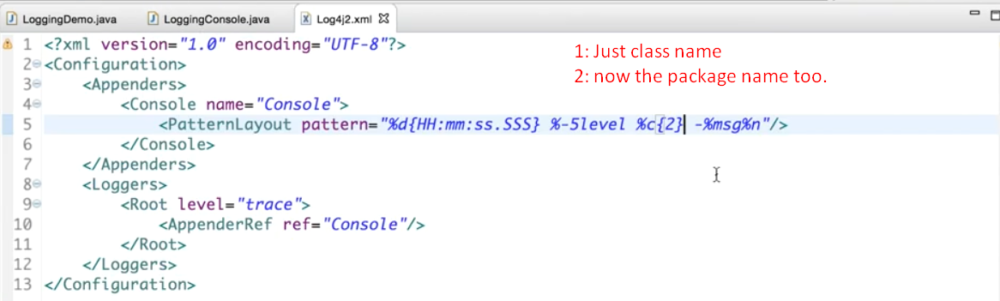 LoggingDemo.java LoggingConsole.java Log4j2.xml
1 <?xml version="1.0" encoding="UTF-8"?>
1: Just class name
2 <Configuration>
2: now the package name too.
3 <Appenders>
4 <Console name="Console">
5 <PatternLayout pattern="%d{HH:mm:ss.SSS} %-5level %c{2} -%msg%n"/>
6 </Console>
7 </Appenders>
8 <Loggers>
9 <Root level="trace">
10 <AppenderRef ref="Console"/>
11 </Root>
12 </Loggers>
13 </Configuration>